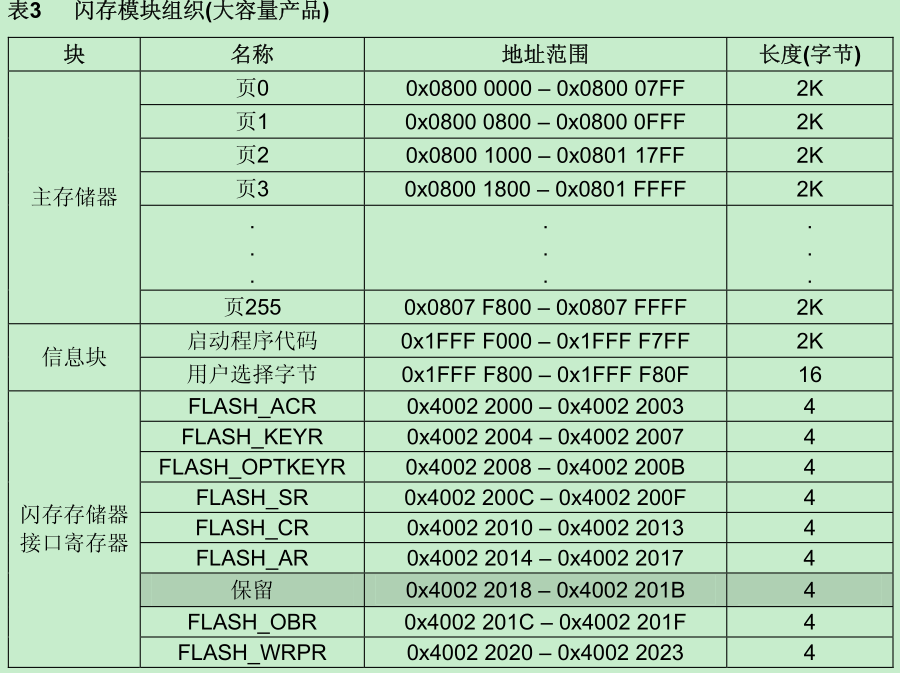 表3 闪存模块组织(大容量产品)
块 名称 地址范围 长度(字节)
主存储器 页0 0x0800 0000 – 0x0800 07FF 2K
页1 0x0800 0800 – 0x0800 0FFF 2K
页2 0x0800 1000 – 0x0801 17FF 2K
页3 0x0800 1800 – 0x0801 FFFF 2K
. . .
. . .
. . .
页255 0x0807 F800 – 0x0807 FFFF 2K
信息块 启动程序代码 0x1FFF F000 – 0x1FFF F7FF 2K
用户选择字节 0x1FFF F800 – 0x1FFF F80F 16
闪存存储器
接口寄存器 FLASH_ACR 0x4002 2000 – 0x4002 2003 4
FLASH_KEYR 0x4002 2004 – 0x4002 2007 4
FLASH_OPTKEYR 0x4002 2008 – 0x4002 200B 4
FLASH_SR 0x4002 200C – 0x4002 200F 4
FLASH_CR 0x4002 2010 – 0x4002 2013 4
FLASH_AR 0x4002 2014 – 0x4002 2017 4
保留 0x4002 2018 – 0x4002 201B 4
FLASH_OBR 0x4002 201C – 0x4002 201F 4
FLASH_WRPR 0x4002 2020 – 0x4002 2023 4